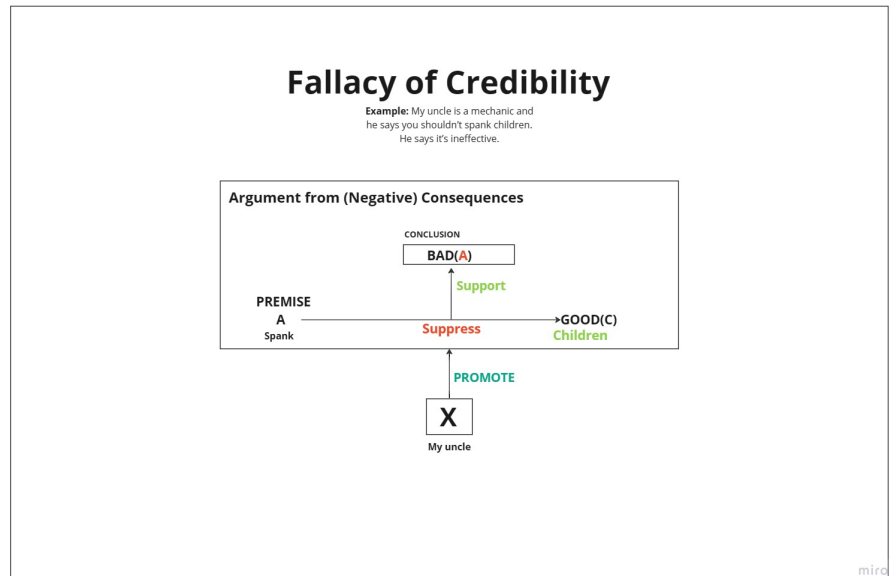 Fallacy of Credibility
Example: My uncle is a mechanic and
he says you shouldn't spank children.
He says it's ineffective.
Argument from (Negative) Consequences
CONCLUSION
BAD(A)
Support
PREMISE
A
Spank
Suppress
GOOD(C)
Children
PROMOTE
X
My uncle
miro